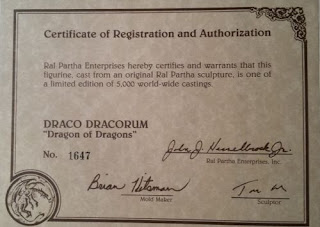 Certificate of Registration and Authorization
Ral Partha Enterprises hereby certifies and warrants that this
figurine, cast from an original Ral Partha sculpture, is one of
a limited edition of 5,000 world-wide castings.
DRACO DRACORUM
"Dragon of Dragons"
No. 1647
Ral Partha Enterprises, Inc.
Mold Maker
Sculptor